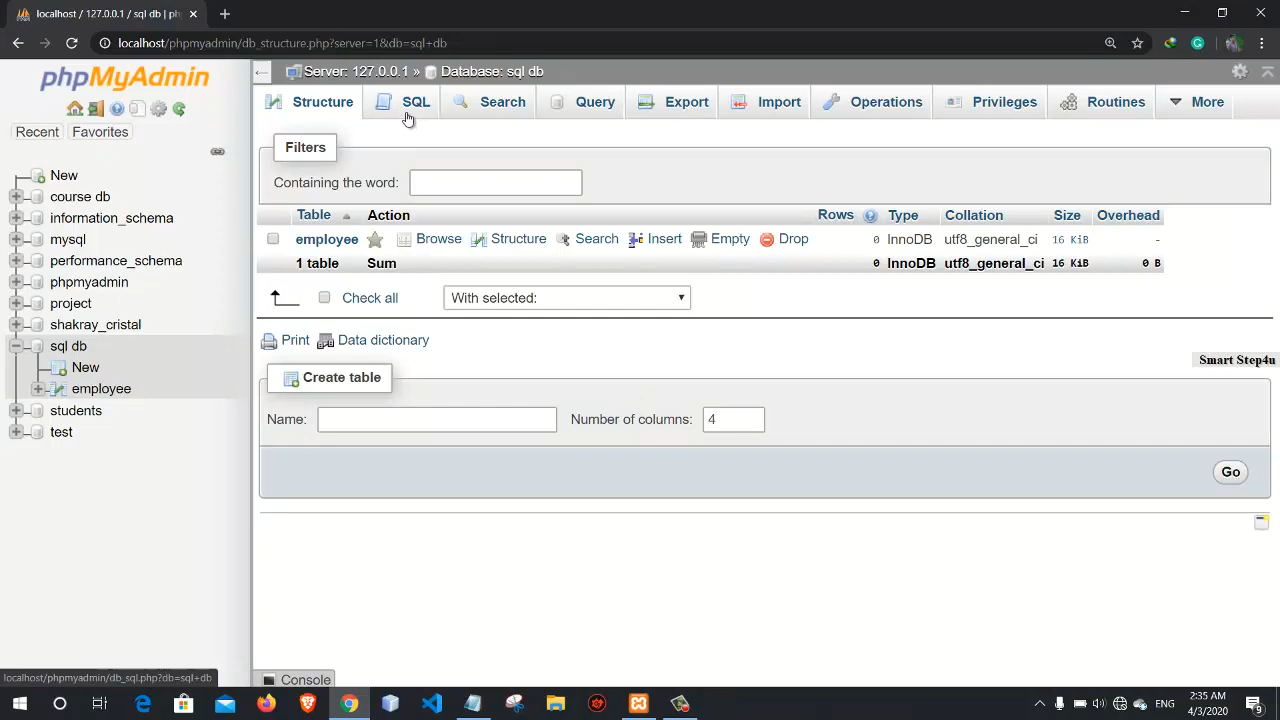 localhost / 127.0.0.1 / sql db | ph
localhost/phpmyadmin/db_structure.php?server=1&db=sql+db
phpMyAdmin
Recent Favorites
New
course db
information_schema
mysql
performance_schema
phpmyadmin
project
shakray_cristal
sql db
New
employee
students
test
localhost/phpmyadmin/db_sql.php?db=sql+db
Server: 127.0.0.1 » Database: sql db
Structure SQL Search Query Export Import Operations Privileges Routines More
Filters
Containing the word:
Table Action Rows Type Collation Size Overhead
employee Browse Structure Search Insert Empty Drop 0 InnoDB utf8_general_ci 16 KiB -
1 table Sum 0 InnoDB utf8_general_ci 16 KiB 0 B
Check all With selected:
Print Data dictionary
Smart Step4u
Create table
Name: Number of columns: 4
Go
Console
2:35 AM
4/3/2020